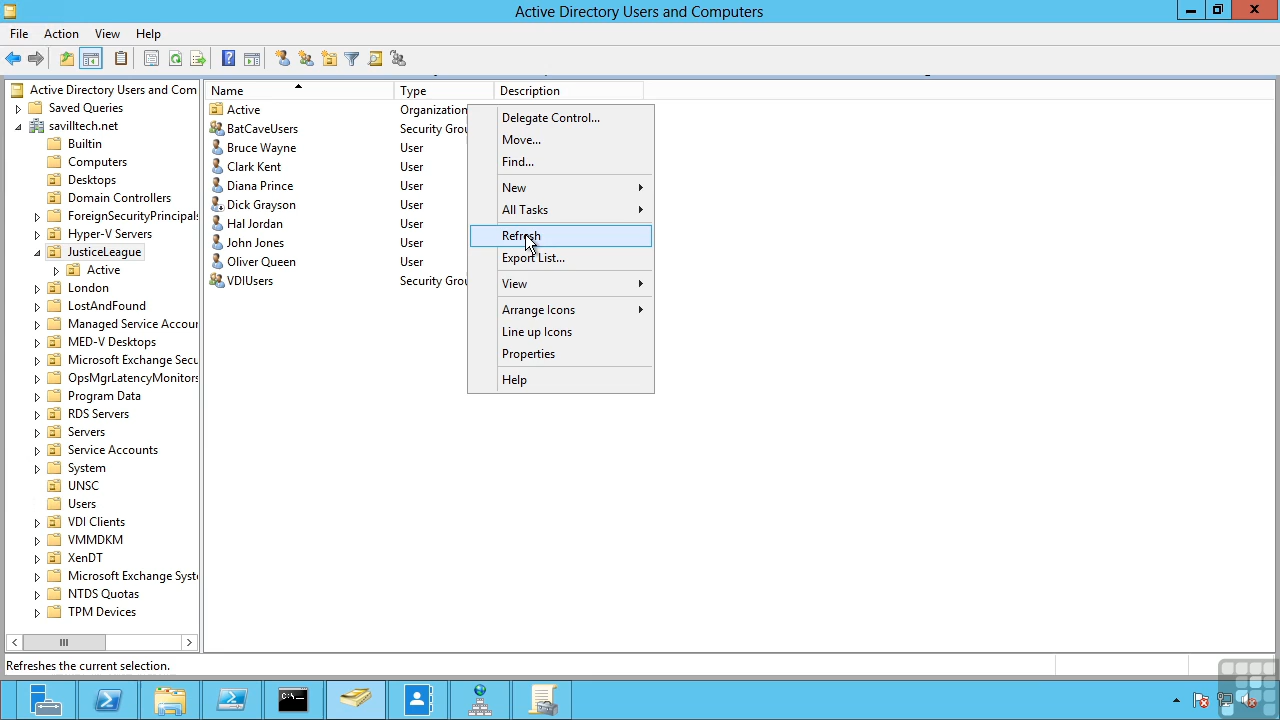 Active Directory Users and Computers
File Action View Help
Active Directory Users and Com
Saved Queries
savilltech.net
Builtin
Computers
Desktops
Domain Controllers
ForeignSecurityPrincipals
Hyper-V Servers
JusticeLeague
Active
London
LostAndFound
Managed Service Accour
MED-V Desktops
Microsoft Exchange Secu
OpsMgrLatencyMonitors
Program Data
RDS Servers
Servers
Service Accounts
System
UNSC
Users
VDI Clients
VMMDKM
XenDT
Microsoft Exchange Syst
NTDS Quotas
TPM Devices
Name Type Description
Active Organization
BatCaveUsers Security Grou
Bruce Wayne User
Clark Kent User
Diana Prince User
Dick Grayson User
Hal Jordan User
John Jones User
Oliver Queen User
VDIUsers Security Grou
Delegate Control...
Move...
Find...
New
All Tasks
Refresh
Export List...
View
Arrange Icons
Line up Icons
Properties
Help
Refreshes the current selection.